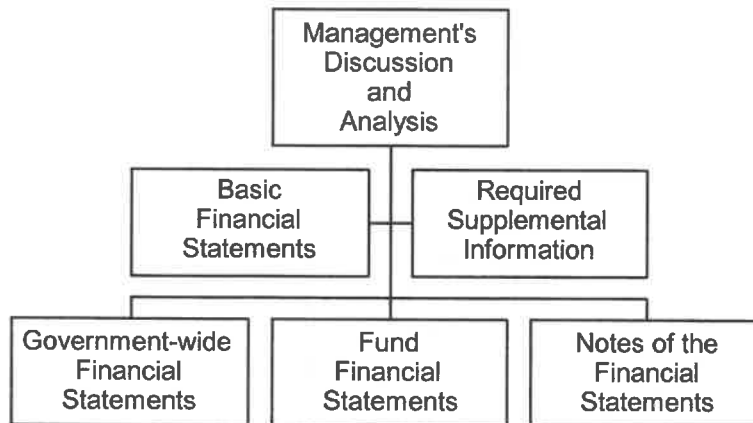 Management's
Discussion
and
Analysis
Basic
Financial
Statements
Required
Supplemental
Information
Government-wide
Financial
Statements
Fund
Financial
Statements
Notes of the
Financial
Statements